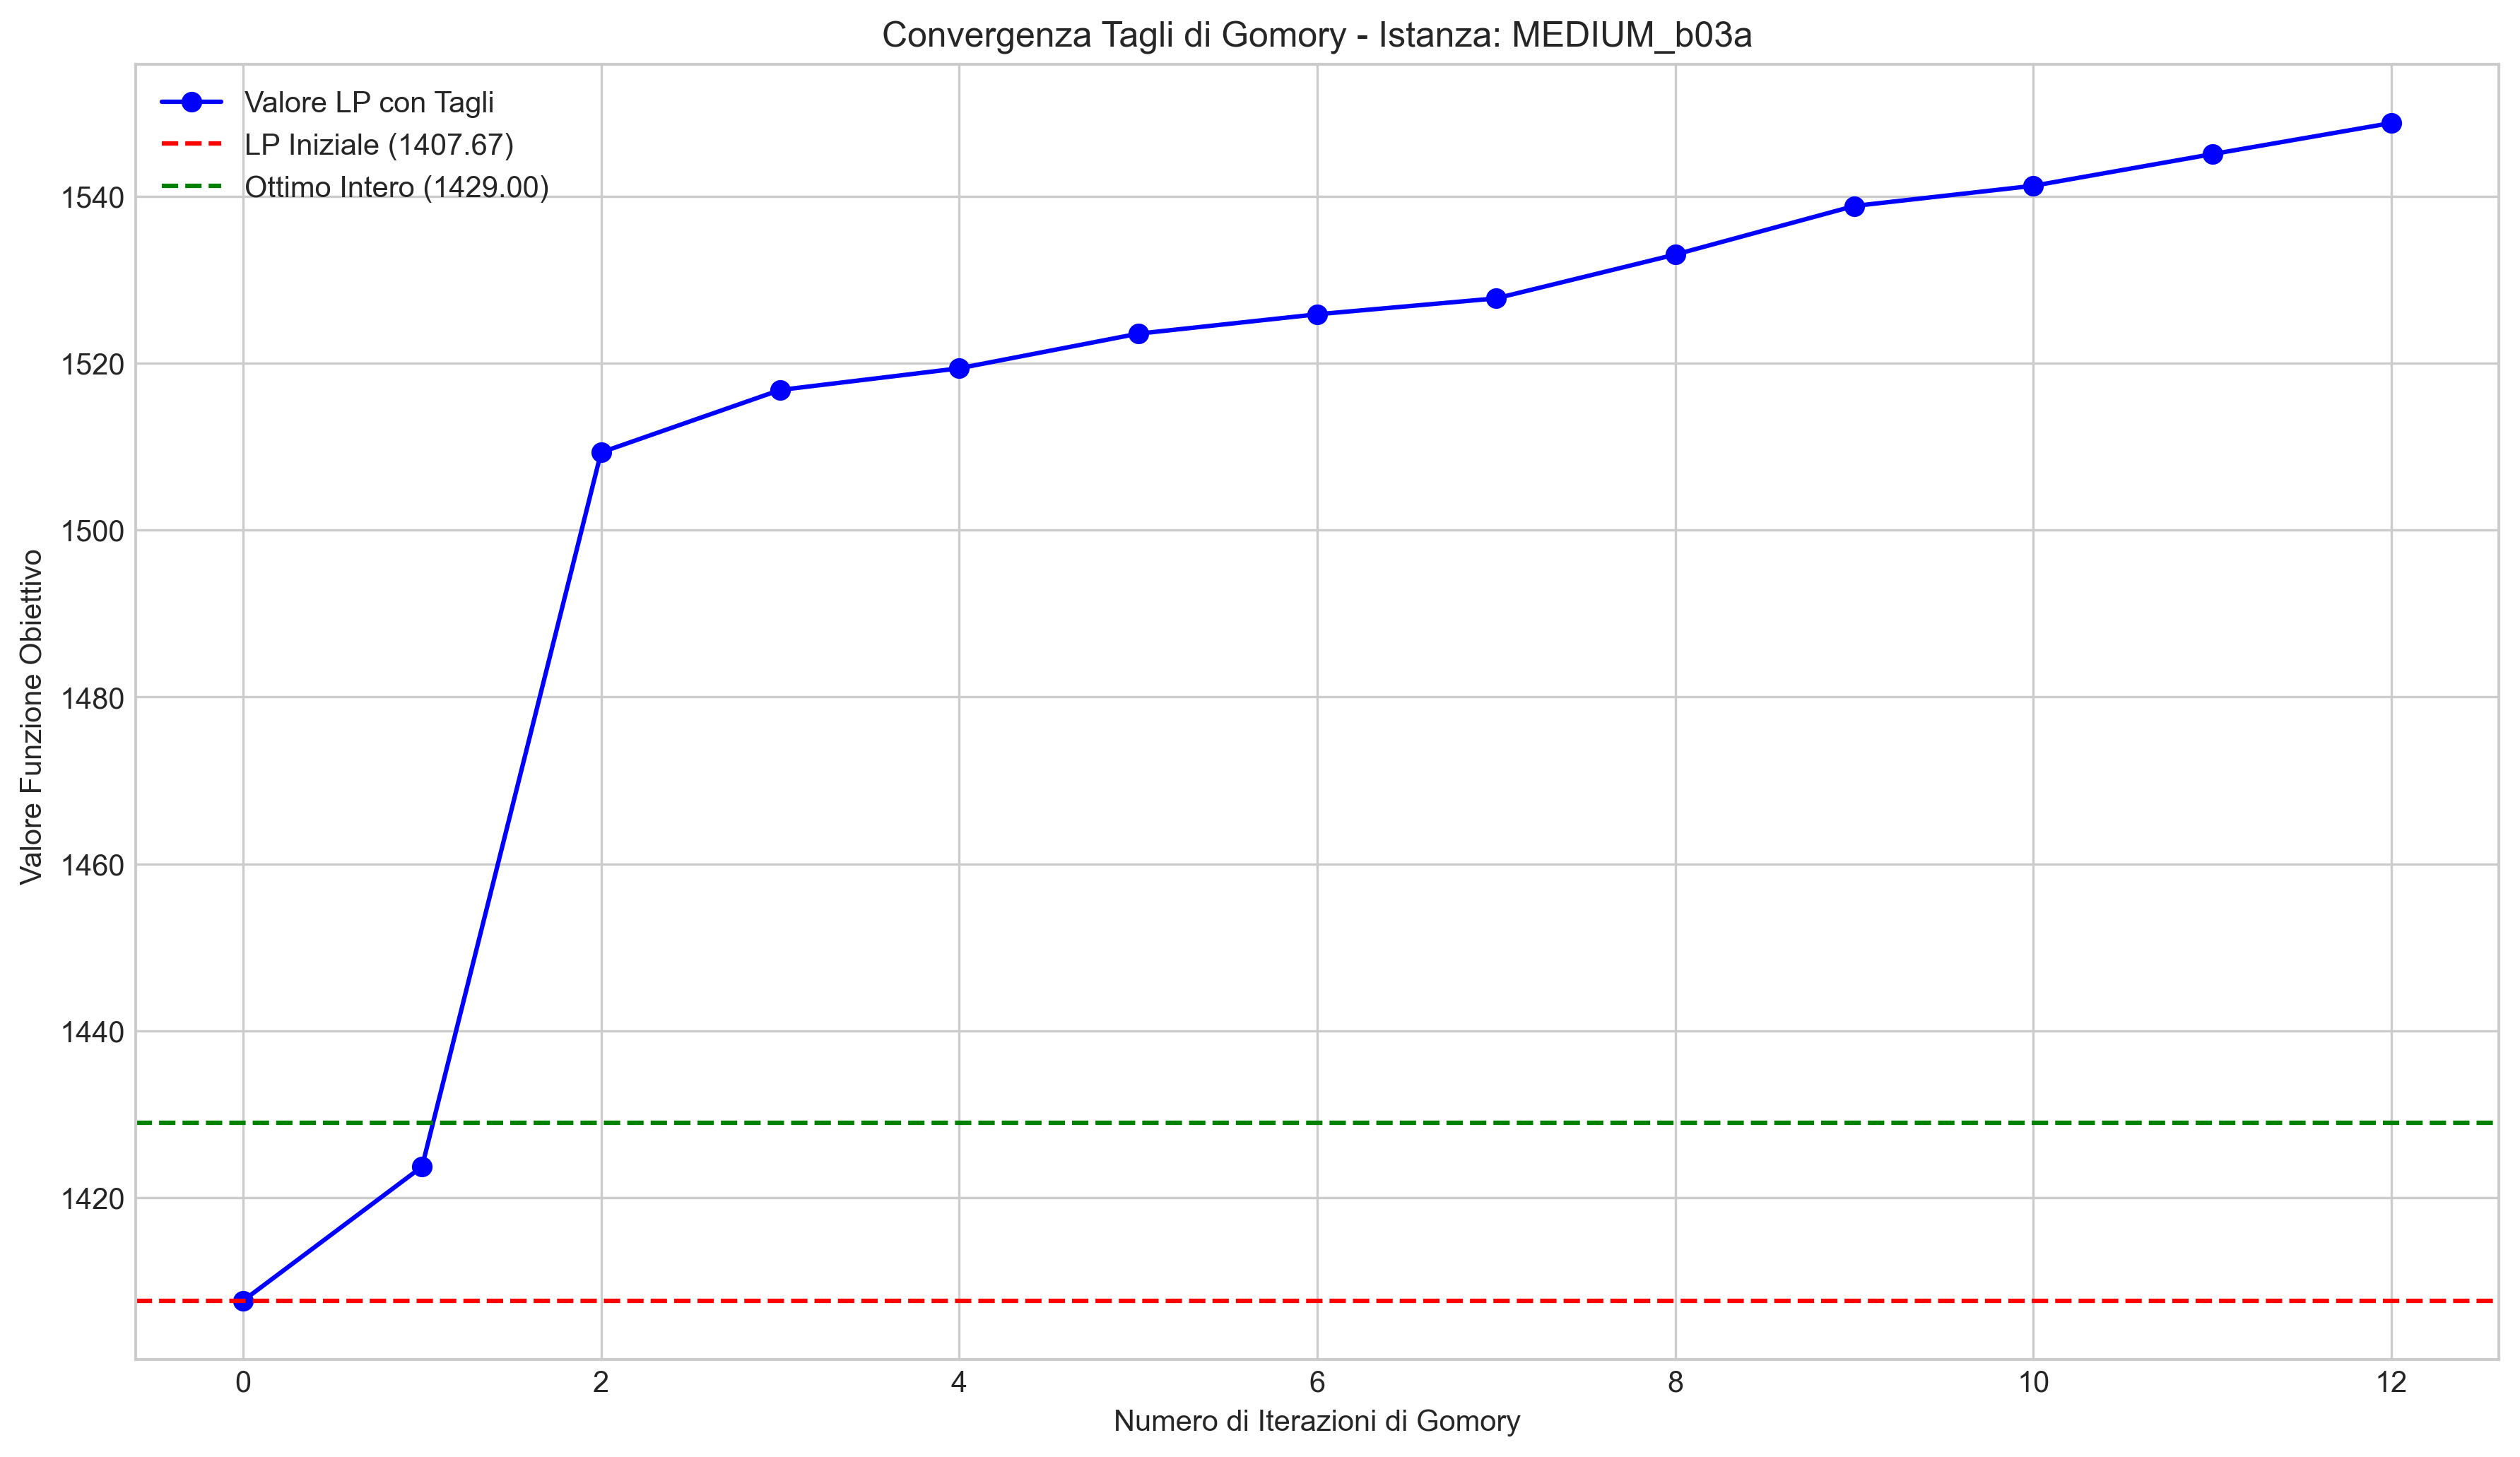 Convergenza Tagli di Gomory - Istanza: MEDIUM_b03a
Valore LP con Tagli
LP Iniziale (1407.67)
Ottimo Intero (1429.00)
Valore Funzione Obiettivo
1540
1520
1500
1480
1460
1440
1420
0 2 4 6 8 10 12
Numero di Iterazioni di Gomory